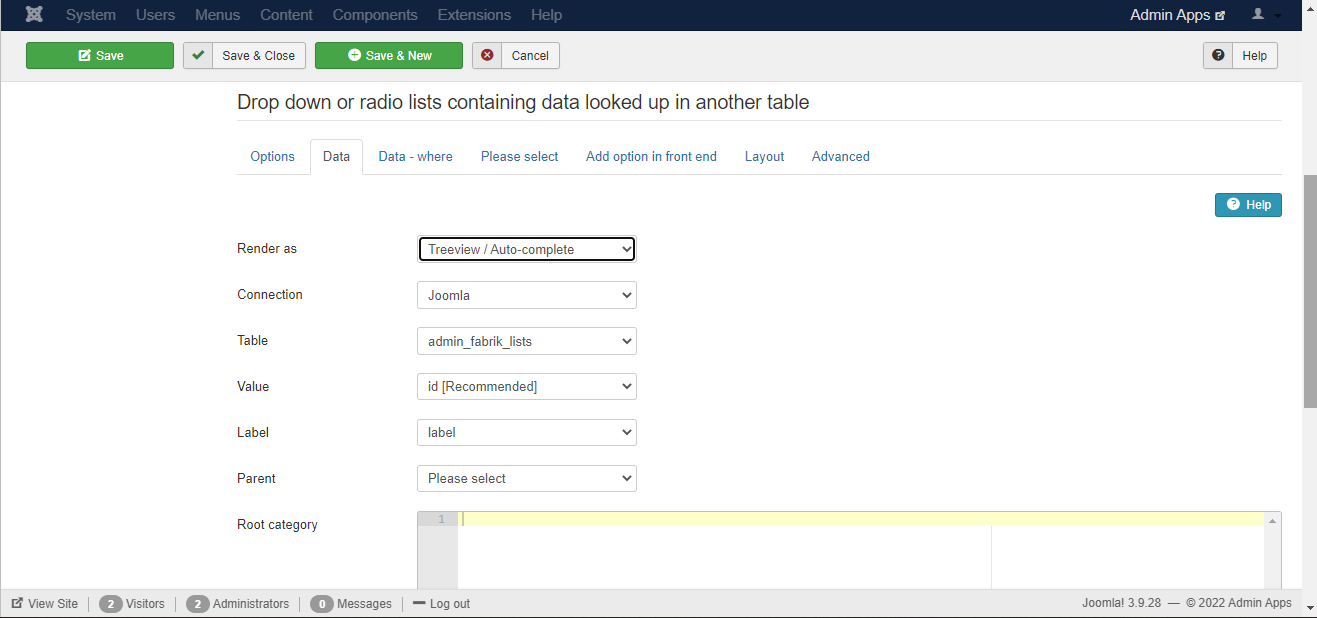 System Users Menus Content Components Extensions Help Admin Apps
Save Save & Close Save & New Cancel ? Help
Drop down or radio lists containing data looked up in another table
Options Data Data - where Please select Add option in front end Layout Advanced
? Help
Render as Treeview / Auto-complete
Connection Joomla
Table admin_fabrik_lists
Value id [Recommended]
Label label
Parent Please select
Root category 1
View Site 2 Visitors 2 Administrators 0 Messages Log out Joomla! 3.9.28 — © 2022 Admin Apps